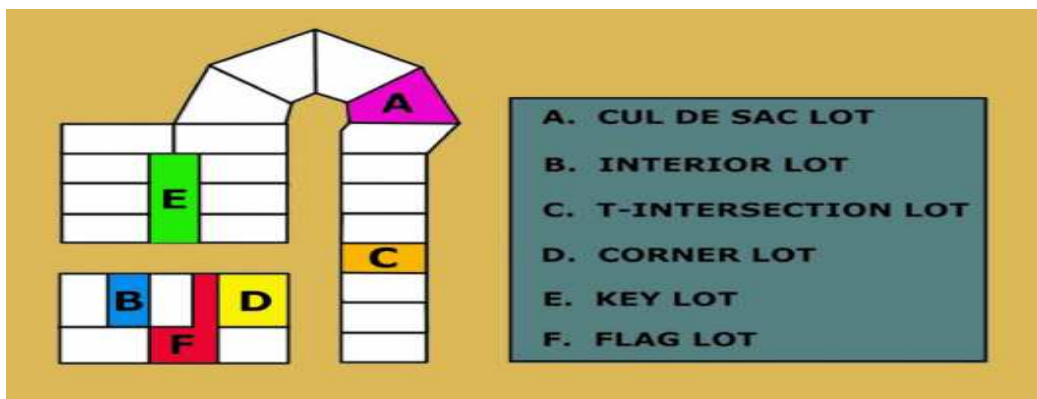 A
E
C
B
D
F
A. CUL DE SAC LOT
B. INTERIOR LOT
C. T-INTERSECTION LOT
D. CORNER LOT
E. KEY LOT
F. FLAG LOT